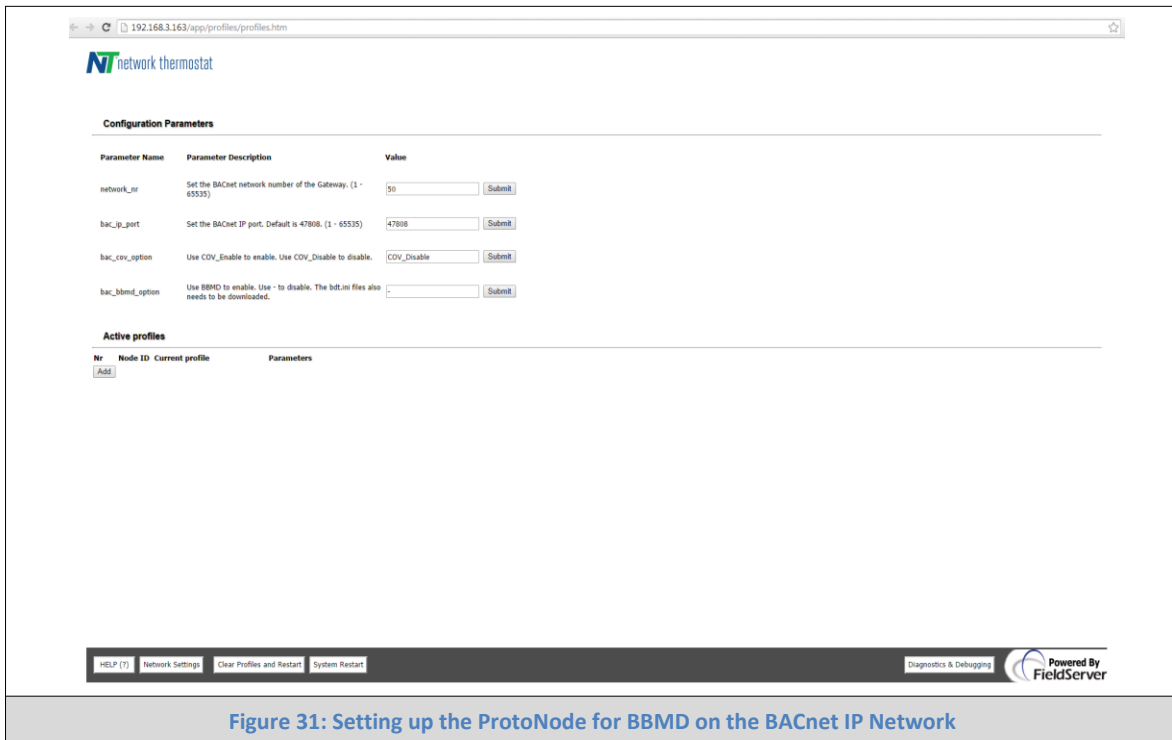 192.168.3.163/app/profiles/profiles.htm
NT network thermostat
Configuration Parameters
Parameter Name Parameter Description Value
network_nr Set the BACnet network number of the Gateway. (1 - 65535) 50 Submit
bac_ip_port Set the BACnet IP port. Default is 47808. (1 - 65535) 47808 Submit
bac_cov_option Use COV_Enable to enable. Use COV_Disable to disable. COV_Disable Submit
bac_bbmd_option Use BBMD to enable. Use - to disable. The bdt.ini files also needs to be downloaded. - Submit
Active profiles
Nr Node ID Current profile Parameters
Add
HELP (?) Network Settings Clear Profiles and Restart System Restart Diagnostics & Debugging Powered By FieldServer
Figure 31: Setting up the ProtoNode for BBMD on the BACnet IP Network